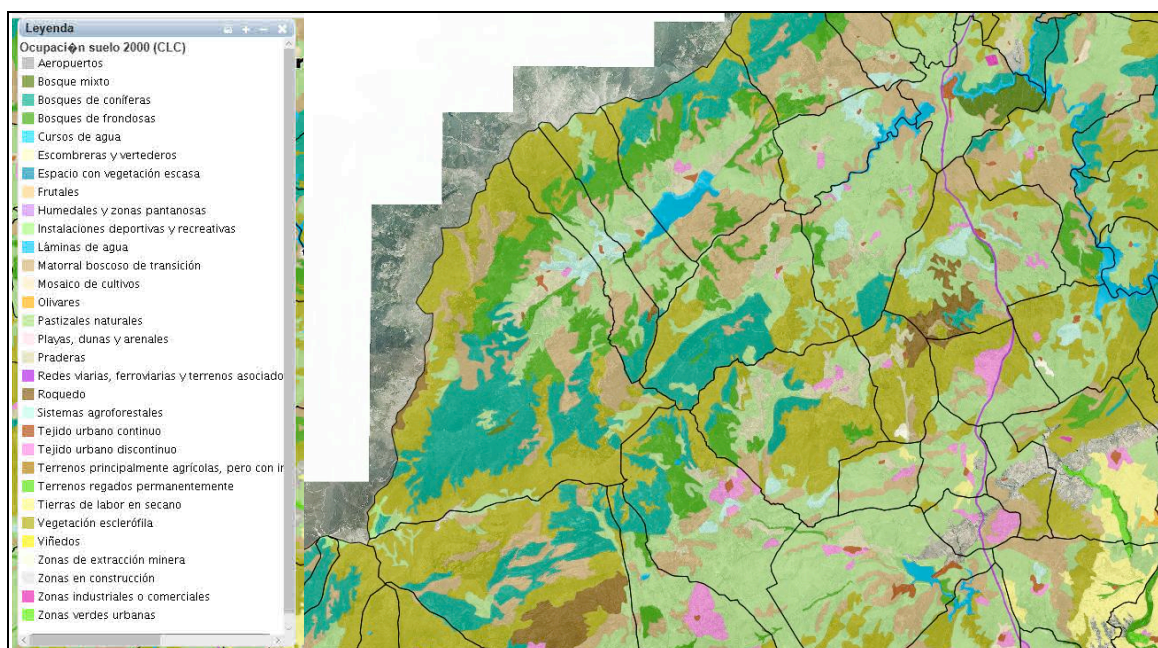 Leyenda
Ocupaci�n suelo 2000 (CLC)
Aeropuertos
Bosque mixto
Bosques de coníferas
Bosques de frondosas
Cursos de agua
Escombreras y vertederos
Espacio con vegetación escasa
Frutales
Humedales y zonas pantanosas
Instalaciones deportivas y recreativas
Láminas de agua
Matorral boscoso de transición
Mosaico de cultivos
Olivares
Pastizales naturales
Playas, dunas y arenales
Praderas
Redes viarias, ferroviarias y terrenos asociado
Roquedo
Sistemas agroforestales
Tejido urbano continuo
Tejido urbano discontinuo
Terrenos principalmente agrícolas, pero con in
Terrenos regados permanentemente
Tierras de labor en secano
Vegetación esclerófila
Viñedos
Zonas de extracción minera
Zonas en construcción
Zonas industriales o comerciales
Zonas verdes urbanas